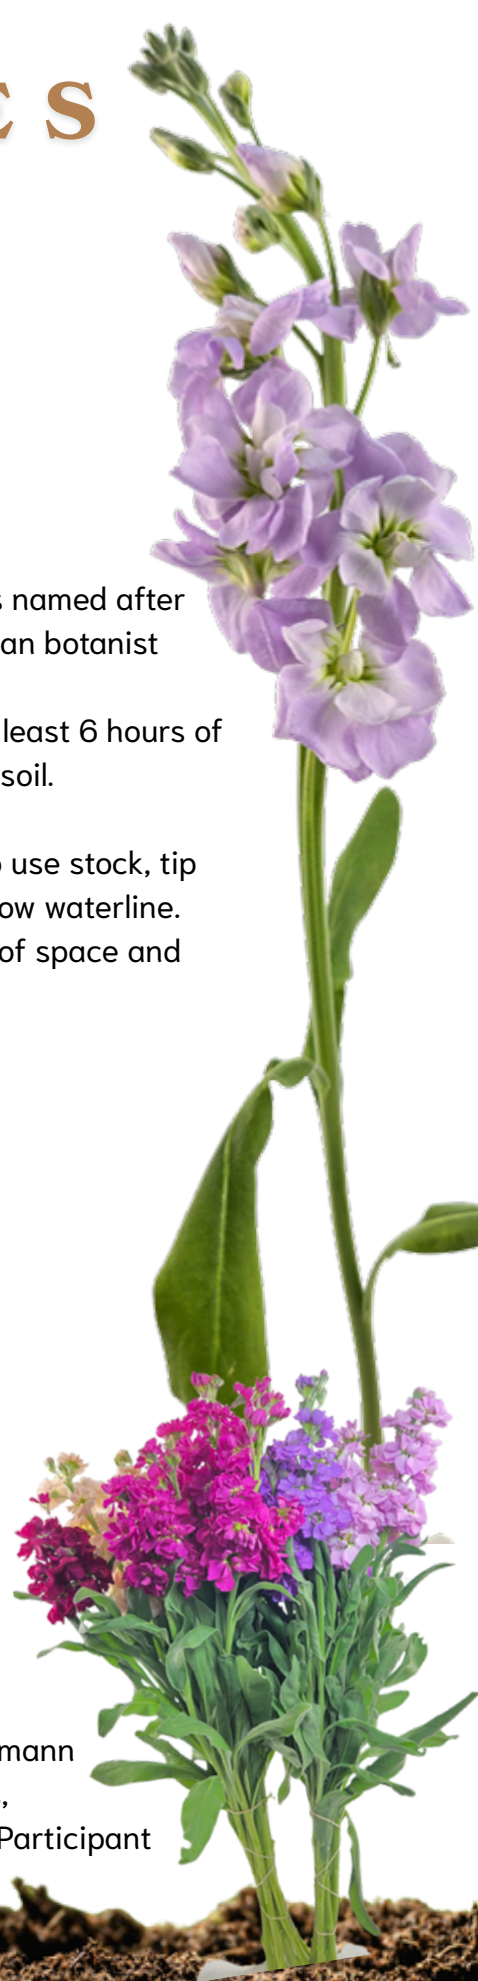 S
named after
an botanist
least 6 hours of
soil.
use stock, tip
ow waterline.
of space and
mann
,
Participant